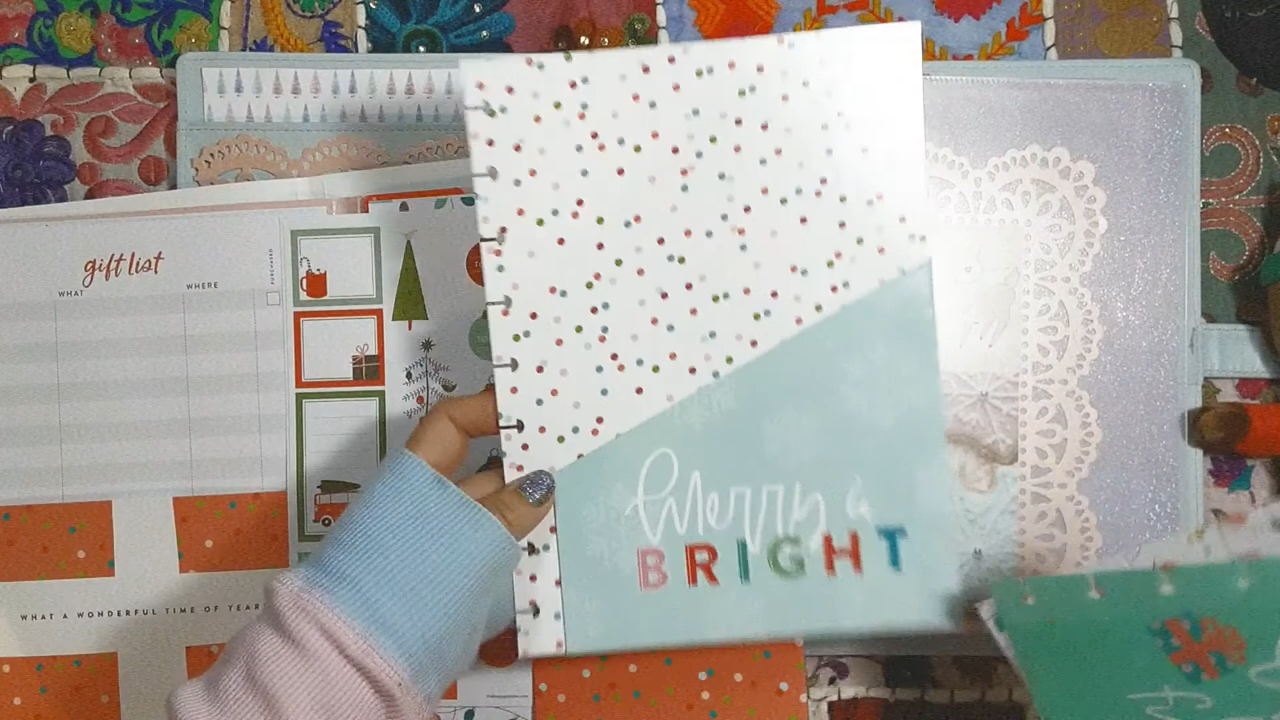 gift list
WHAT
WHERE
PURCHASED
Merry &
BRIGHT
WHAT A WONDERFUL TIME OF YEAR